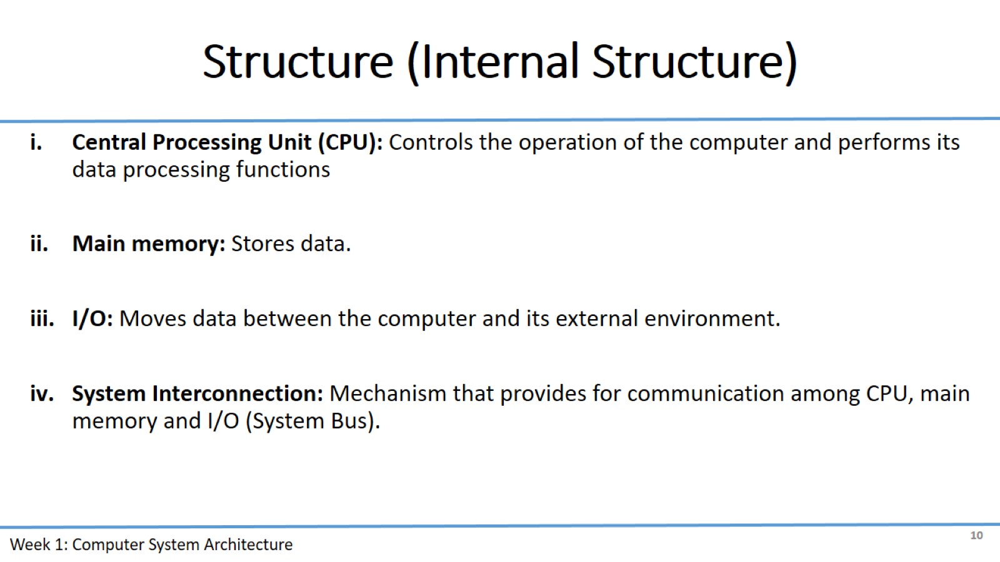 Structure (Internal Structure)
i. Central Processing Unit (CPU): Controls the operation of the computer and performs its
data processing functions
ii. Main memory: Stores data.
iii. I/O: Moves data between the computer and its external environment.
iv. System Interconnection: Mechanism that provides for communication among CPU, main
memory and I/O (System Bus).
10
Week 1: Computer System Architecture